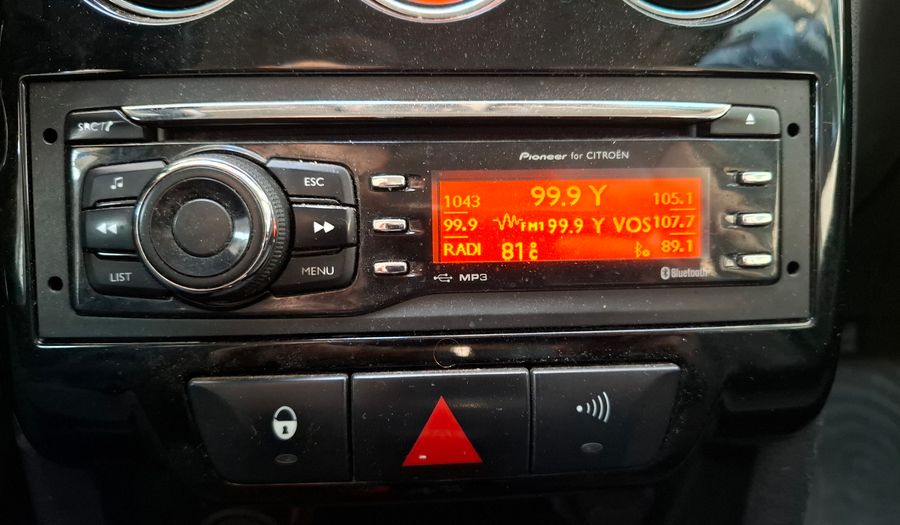 SRC/
Pioneer for CITROËN
ESC
LIST
MENU
99.9 Y
1043
105.1
99.9
FM1 99.9 Y VOS
107.7
RADI
81°C
89.1
MP3
Bluetooth